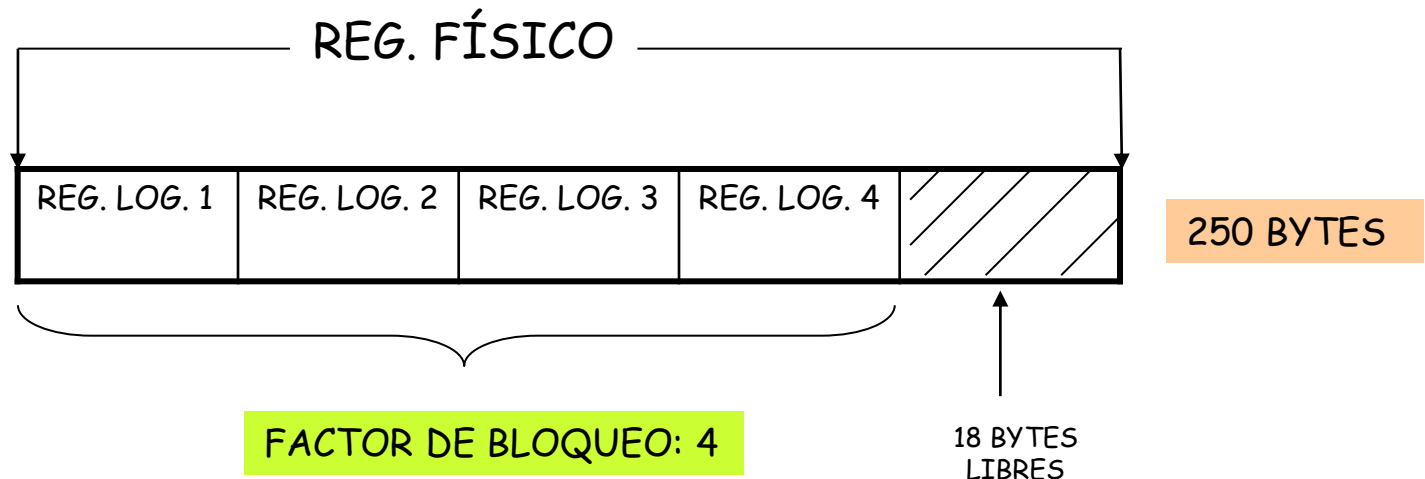 REG. FÍSICO
REG. LOG. 1
REG. LOG. 2
REG. LOG. 3
REG. LOG. 4
250 BYTES
FACTOR DE BLOQUEO: 4
18 BYTES
LIBRES